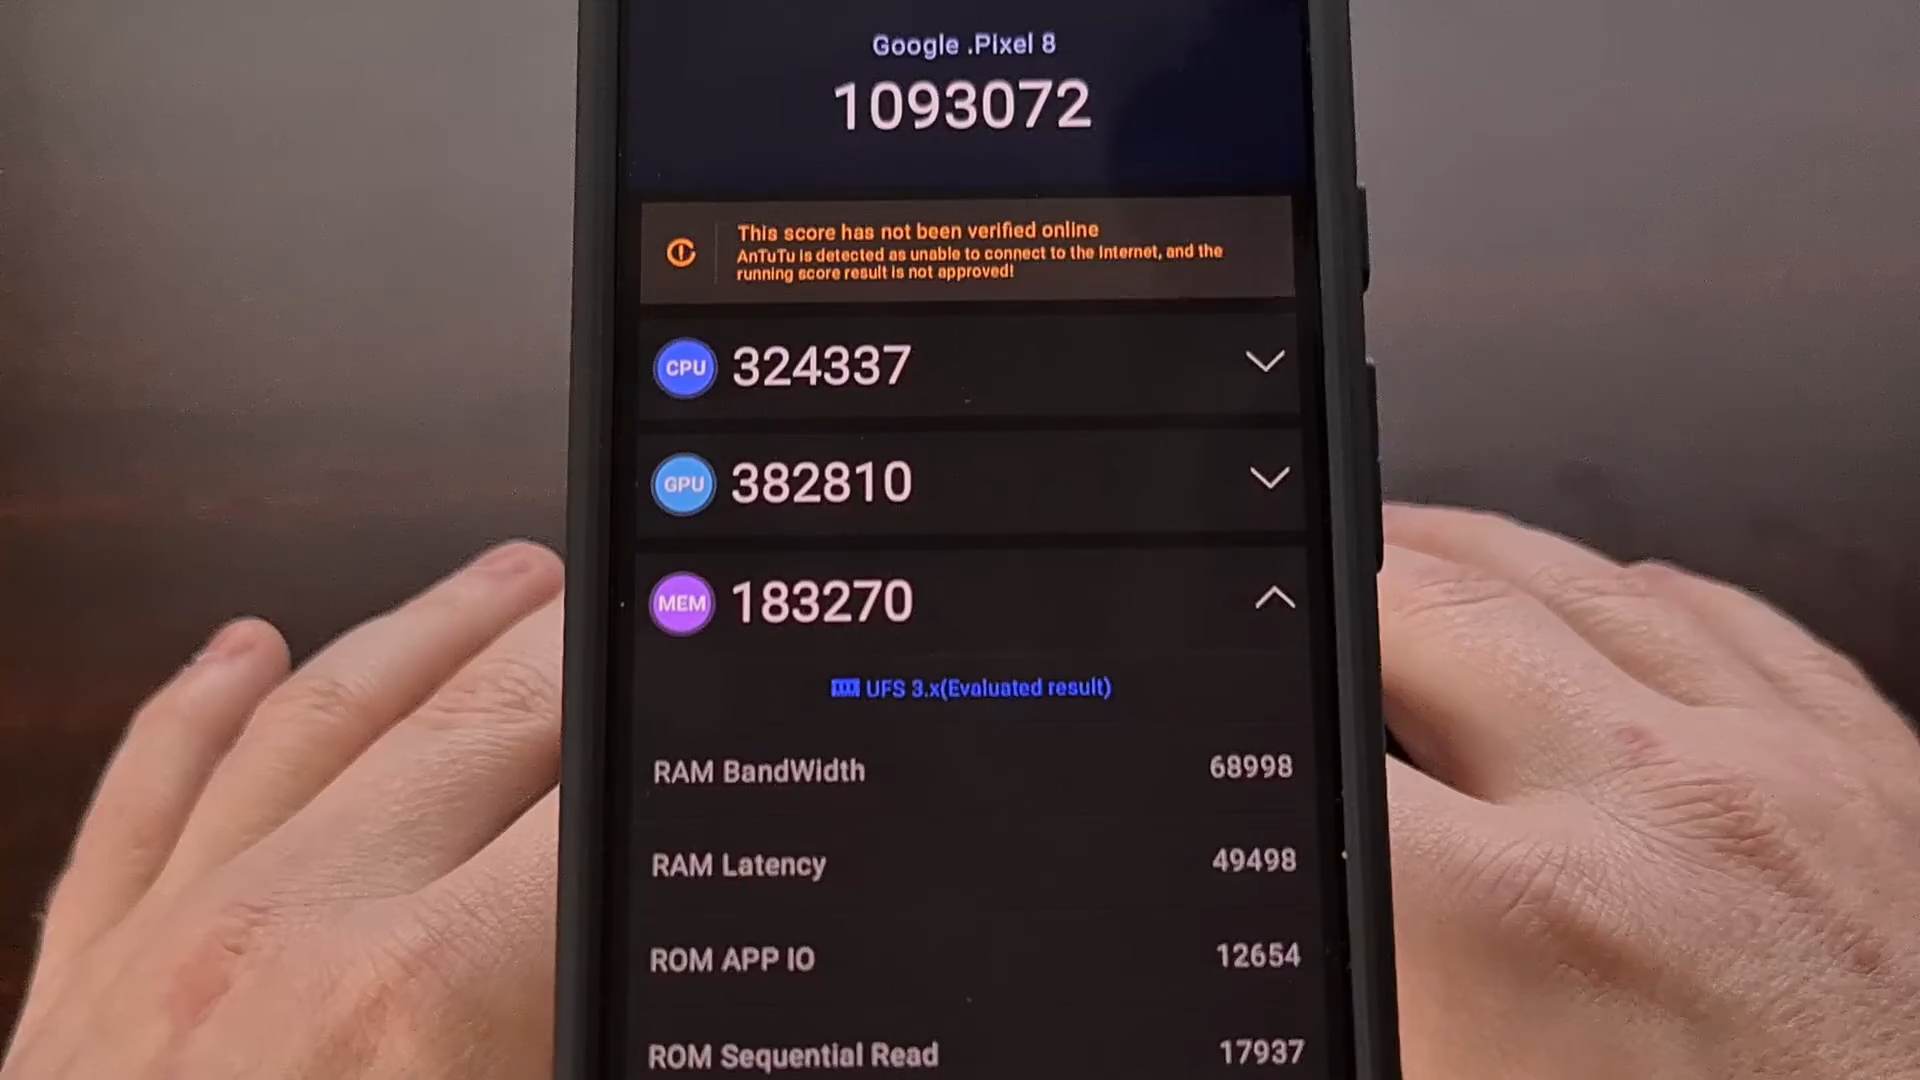 Google .Pixel 8
1093072
This score has not been verified online
AnTuTu is detected as unable to connect to the Internet, and the
running score result is not approved!
CPU 324337
GPU 382810
MEM 183270
UFS 3.x(Evaluated result)
RAM BandWidth 68998
RAM Latency 49498
ROM APP IO 12654
ROM Sequential Read 17937